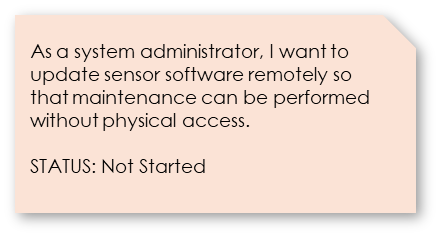 As a system administrator, I want to
update sensor software remotely so
that maintenance can be performed
without physical access.
STATUS: Not Started